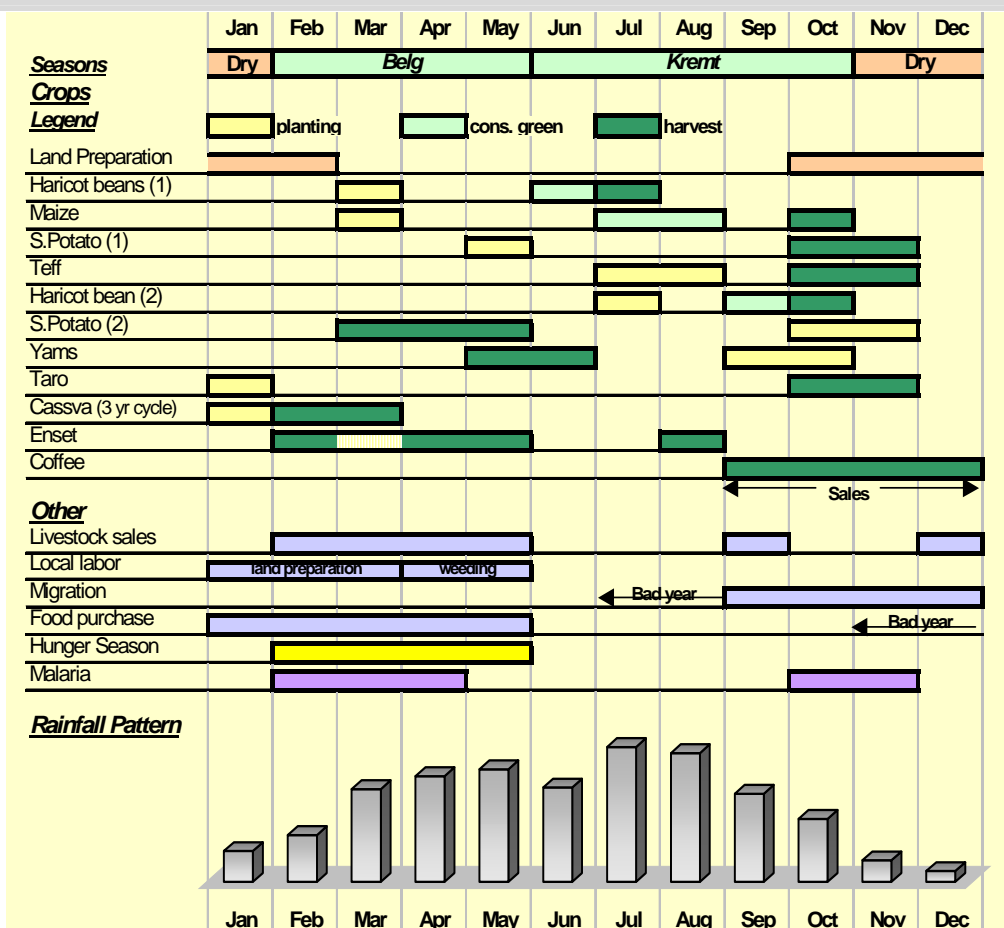 Jan Feb Mar Apr May Jun Jul Aug Sep Oct Nov Dec
Seasons Dry Belg Kremt Dry
Crops
Legend planting cons. green harvest
Land Preparation
Haricot beans (1)
Maize
S.Potato (1)
Teff
Haricot bean (2)
S.Potato (2)
Yams
Taro
Cassva (3 yr cycle)
Enset
Coffee
Sales
Other
Livestock sales
Local labor land preparation weeding
Migration Bad year
Food purchase Bad year
Hunger Season
Malaria
Rainfall Pattern
Jan Feb Mar Apr May Jun Jul Aug Sep Oct Nov Dec